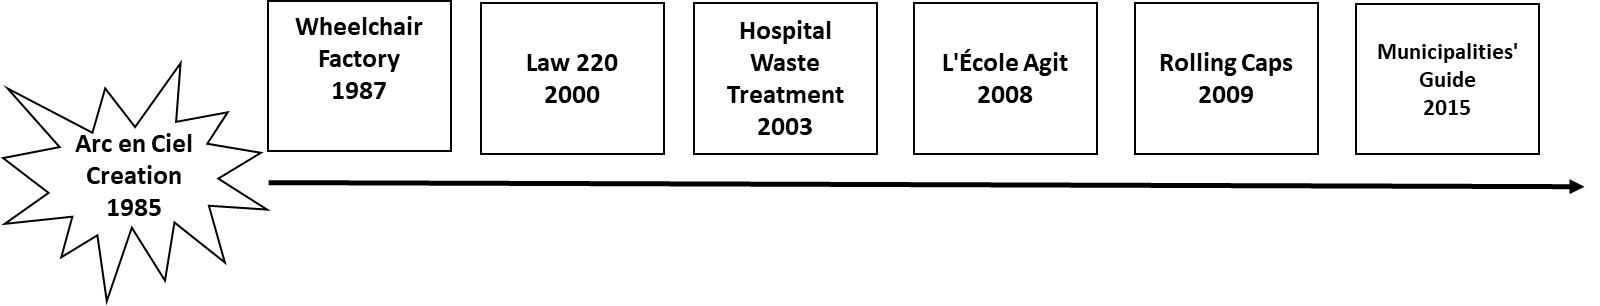 Arc en Ciel
Creation
1985
Wheelchair
Factory
1987
Law 220
2000
Hospital
Waste
Treatment
2003
L'École Agit
2008
Rolling Caps
2009
Municipalities'
Guide
2015